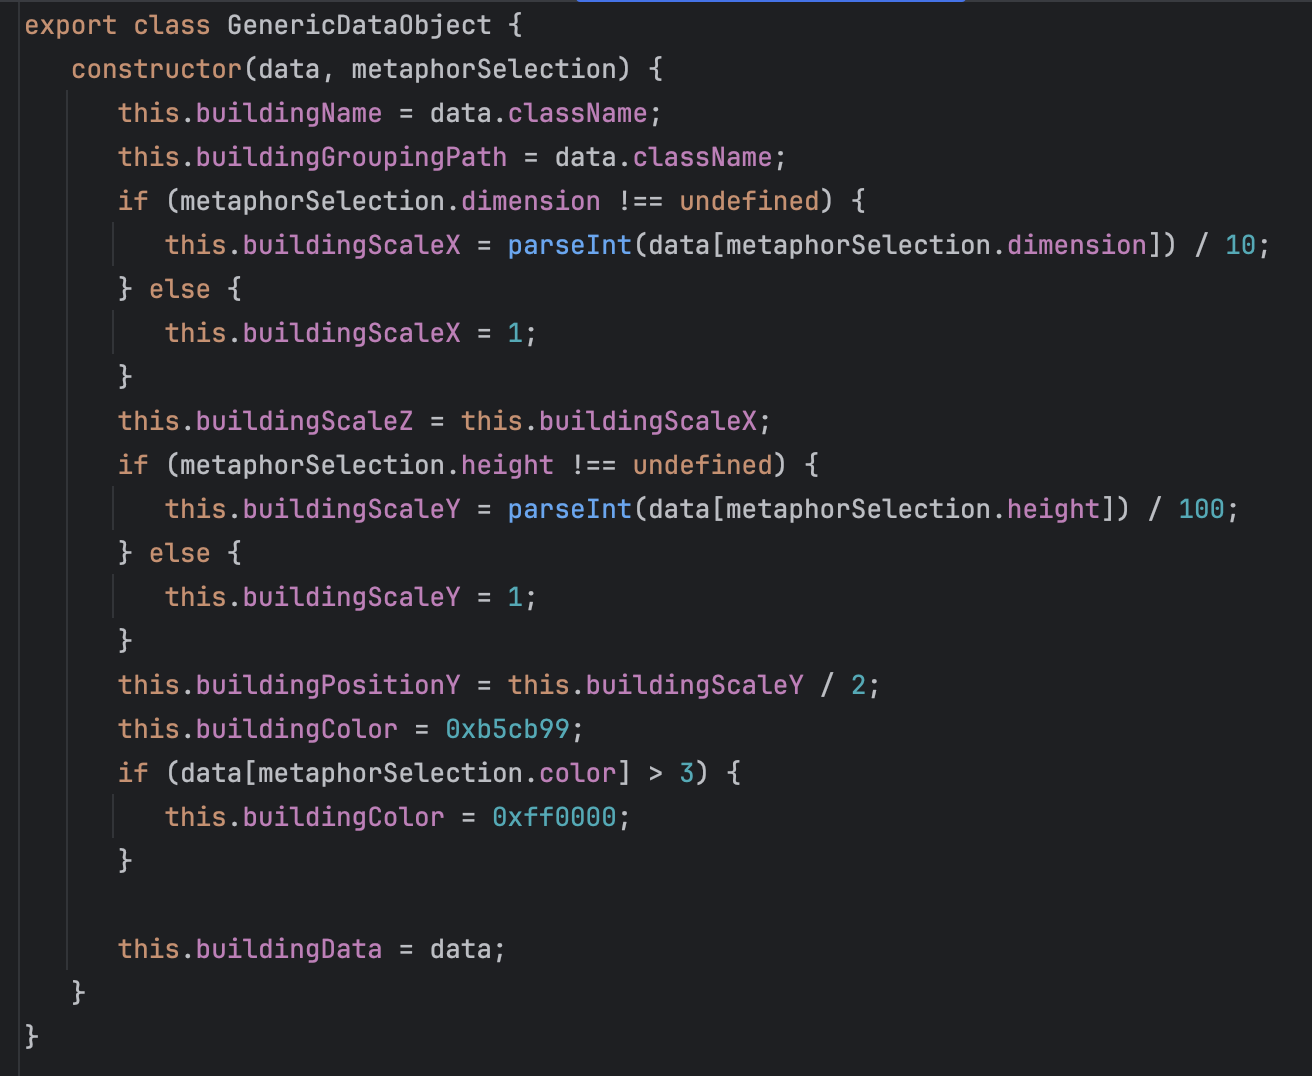 export class GenericDataObject {
   constructor(data, metaphorSelection) {
      this.buildingName = data.className;
      this.buildingGroupingPath = data.className;
      if (metaphorSelection.dimension !== undefined) {
         this.buildingScaleX = parseInt(data[metaphorSelection.dimension]) / 10;
      } else {
         this.buildingScaleX = 1;
      }
      this.buildingScaleZ = this.buildingScaleX;
      if (metaphorSelection.height !== undefined) {
         this.buildingScaleY = parseInt(data[metaphorSelection.height]) / 100;
      } else {
         this.buildingScaleY = 1;
      }
      this.buildingPositionY = this.buildingScaleY / 2;
      this.buildingColor = 0xb5cb99;
      if (data[metaphorSelection.color] > 3) {
         this.buildingColor = 0xff0000;
      }

      this.buildingData = data;
   }
}